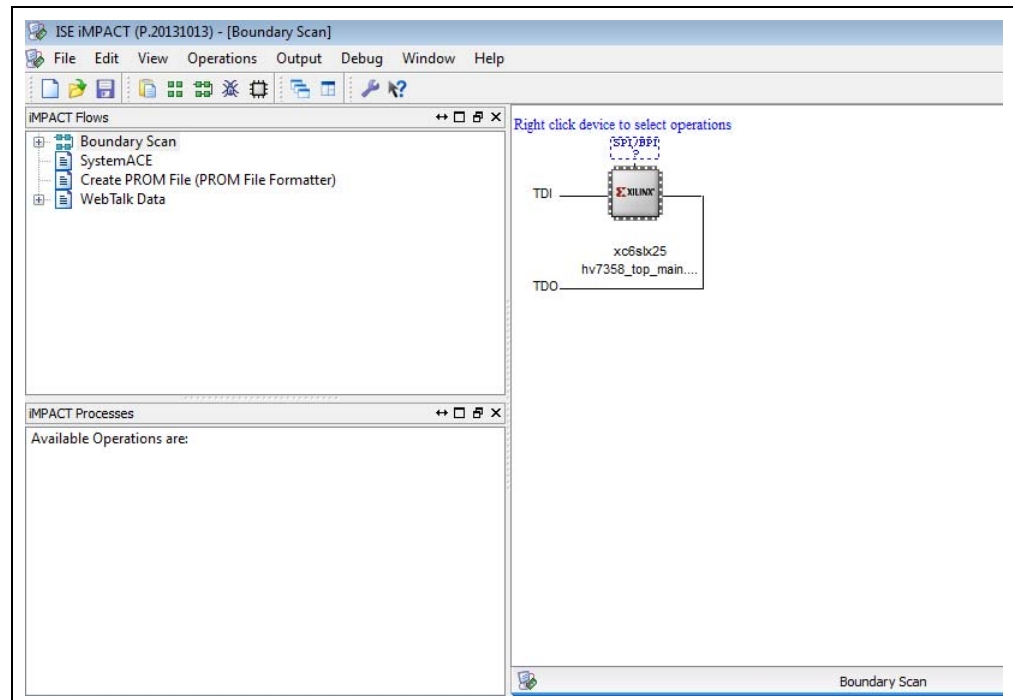 ISE iMPACT (P.20131013) - [Boundary Scan]
File Edit View Operations Output Debug Window Help
iMPACT Flows
Boundary Scan
SystemACE
Create PROM File (PROM File Formatter)
WebTalk Data
Right click device to select operations
SPI/BPI
?
TDI
XILINX
xc6slx25
hv7358_top_main....
TDO
iMPACT Processes
Available Operations are:
Boundary Scan